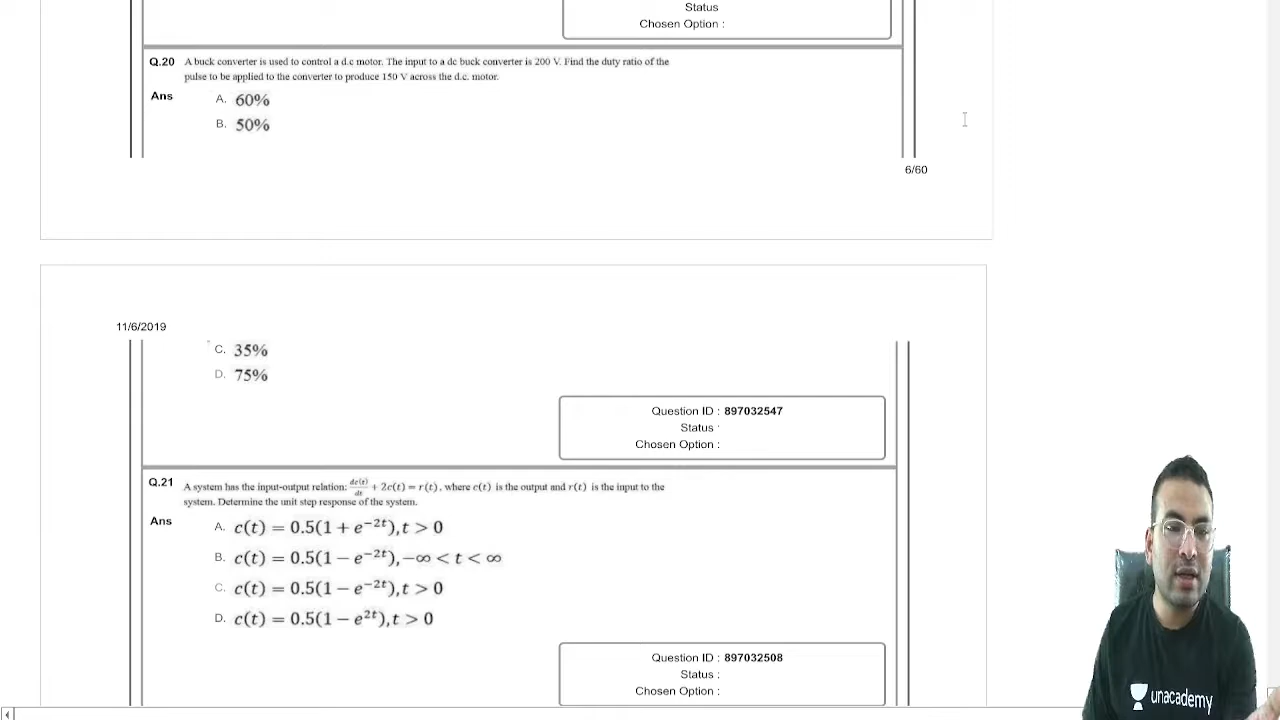 Status
Chosen Option :
Q.20 A buck converter is used to control a d.c motor. The input to a dc buck converter is 200 V. Find the duty ratio of the
pulse to be applied to the converter to produce 150 V across the d.c. motor.
Ans A. 60%
B. 50%
6/60
11/6/2019
C. 35%
D. 75%
Question ID : 897032547
Status :
Chosen Option :
Q.21 A system has the input-output relation: dc(t)/dt + 2c(t) = r(t), where c(t) is the output and r(t) is the input to the
system. Determine the unit step response of the system.
Ans A. c(t) = 0.5(1 + e^{-2t}), t > 0
B. c(t) = 0.5(1 − e^{-2t}), −∞ < t < ∞
C. c(t) = 0.5(1 − e^{-2t}), t > 0
D. c(t) = 0.5(1 − e^{2t}), t > 0
Question ID : 897032508
Status :
Chosen Option :
unacademy